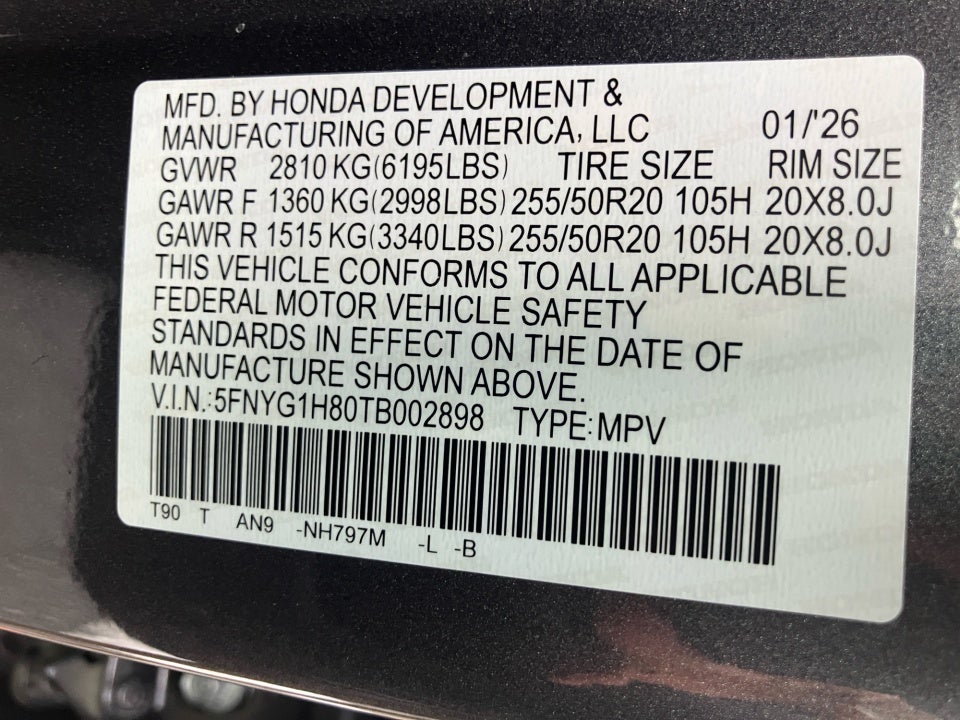 MFD. BY HONDA DEVELOPMENT &
MANUFACTURING OF AMERICA, LLC 01/'26
GVWR 2810 KG(6195LBS) TIRE SIZE RIM SIZE
GAWR F 1360 KG(2998LBS) 255/50R20 105H 20X8.0J
GAWR R 1515 KG(3340LBS) 255/50R20 105H 20X8.0J
THIS VEHICLE CONFORMS TO ALL APPLICABLE
FEDERAL MOTOR VEHICLE SAFETY
STANDARDS IN EFFECT ON THE DATE OF
MANUFACTURE SHOWN ABOVE.
V.I.N.:5FNYG1H80TB002898 TYPE:MPV
T90 T AN9 -NH797M -L -B